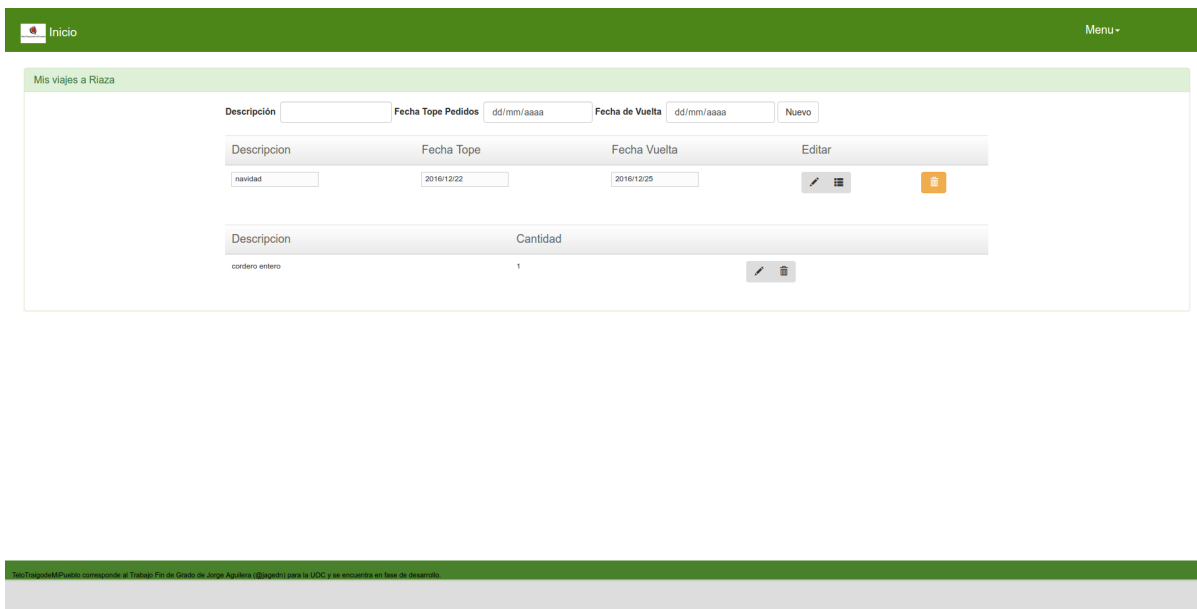 Inicio Menu
Mis viajes a Riaza
Descripción Fecha Tope Pedidos dd/mm/aaaa Fecha de Vuelta dd/mm/aaaa Nuevo
Descripcion Fecha Tope Fecha Vuelta Editar
navidad 2016/12/22 2016/12/25
Descripcion Cantidad
cordero entero 1
TeloTraigodeMiPueblo corresponde al Trabajo Fin de Grado de Jorge Aguilera (@jagedn) para la UOC y se encuentra en fase de desarrollo.